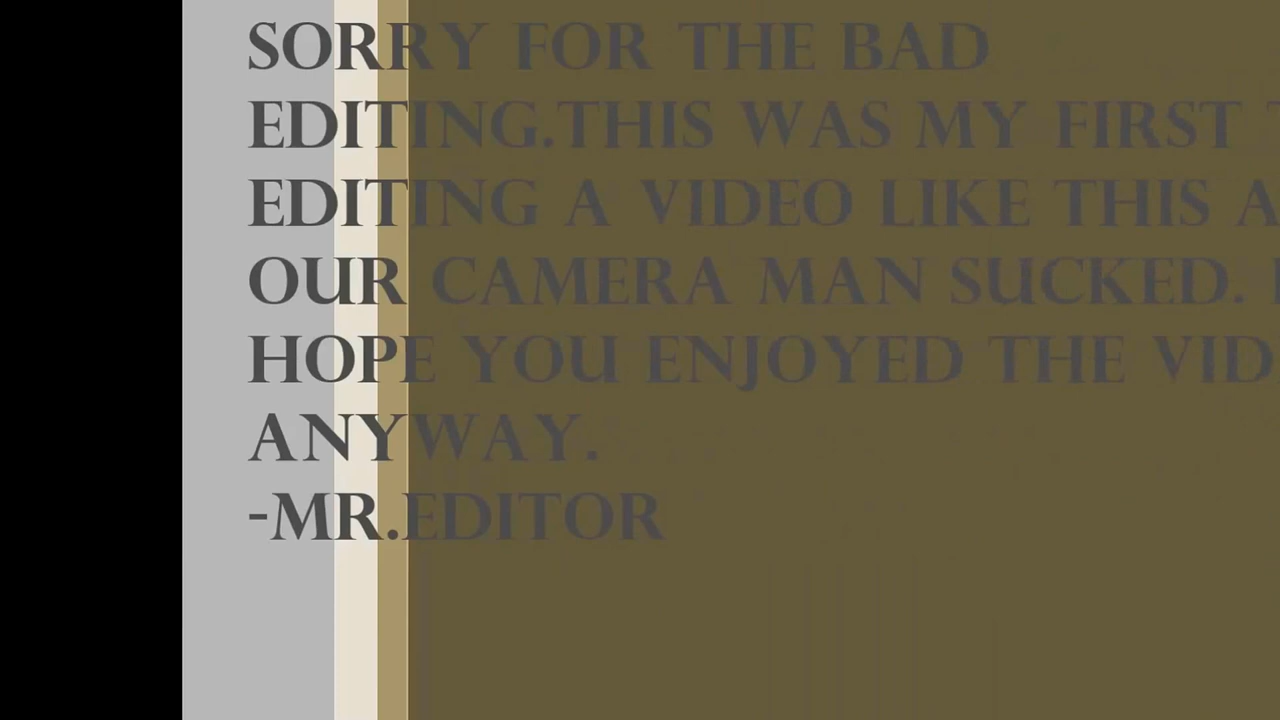 SORRY FOR THE BAD
EDITING.THIS WAS MY FIRST
EDITING A VIDEO LIKE THIS
OUR CAMERA MAN SUCKED.
HOPE YOU ENJOYED THE
ANYWAY.
-MR.EDITOR